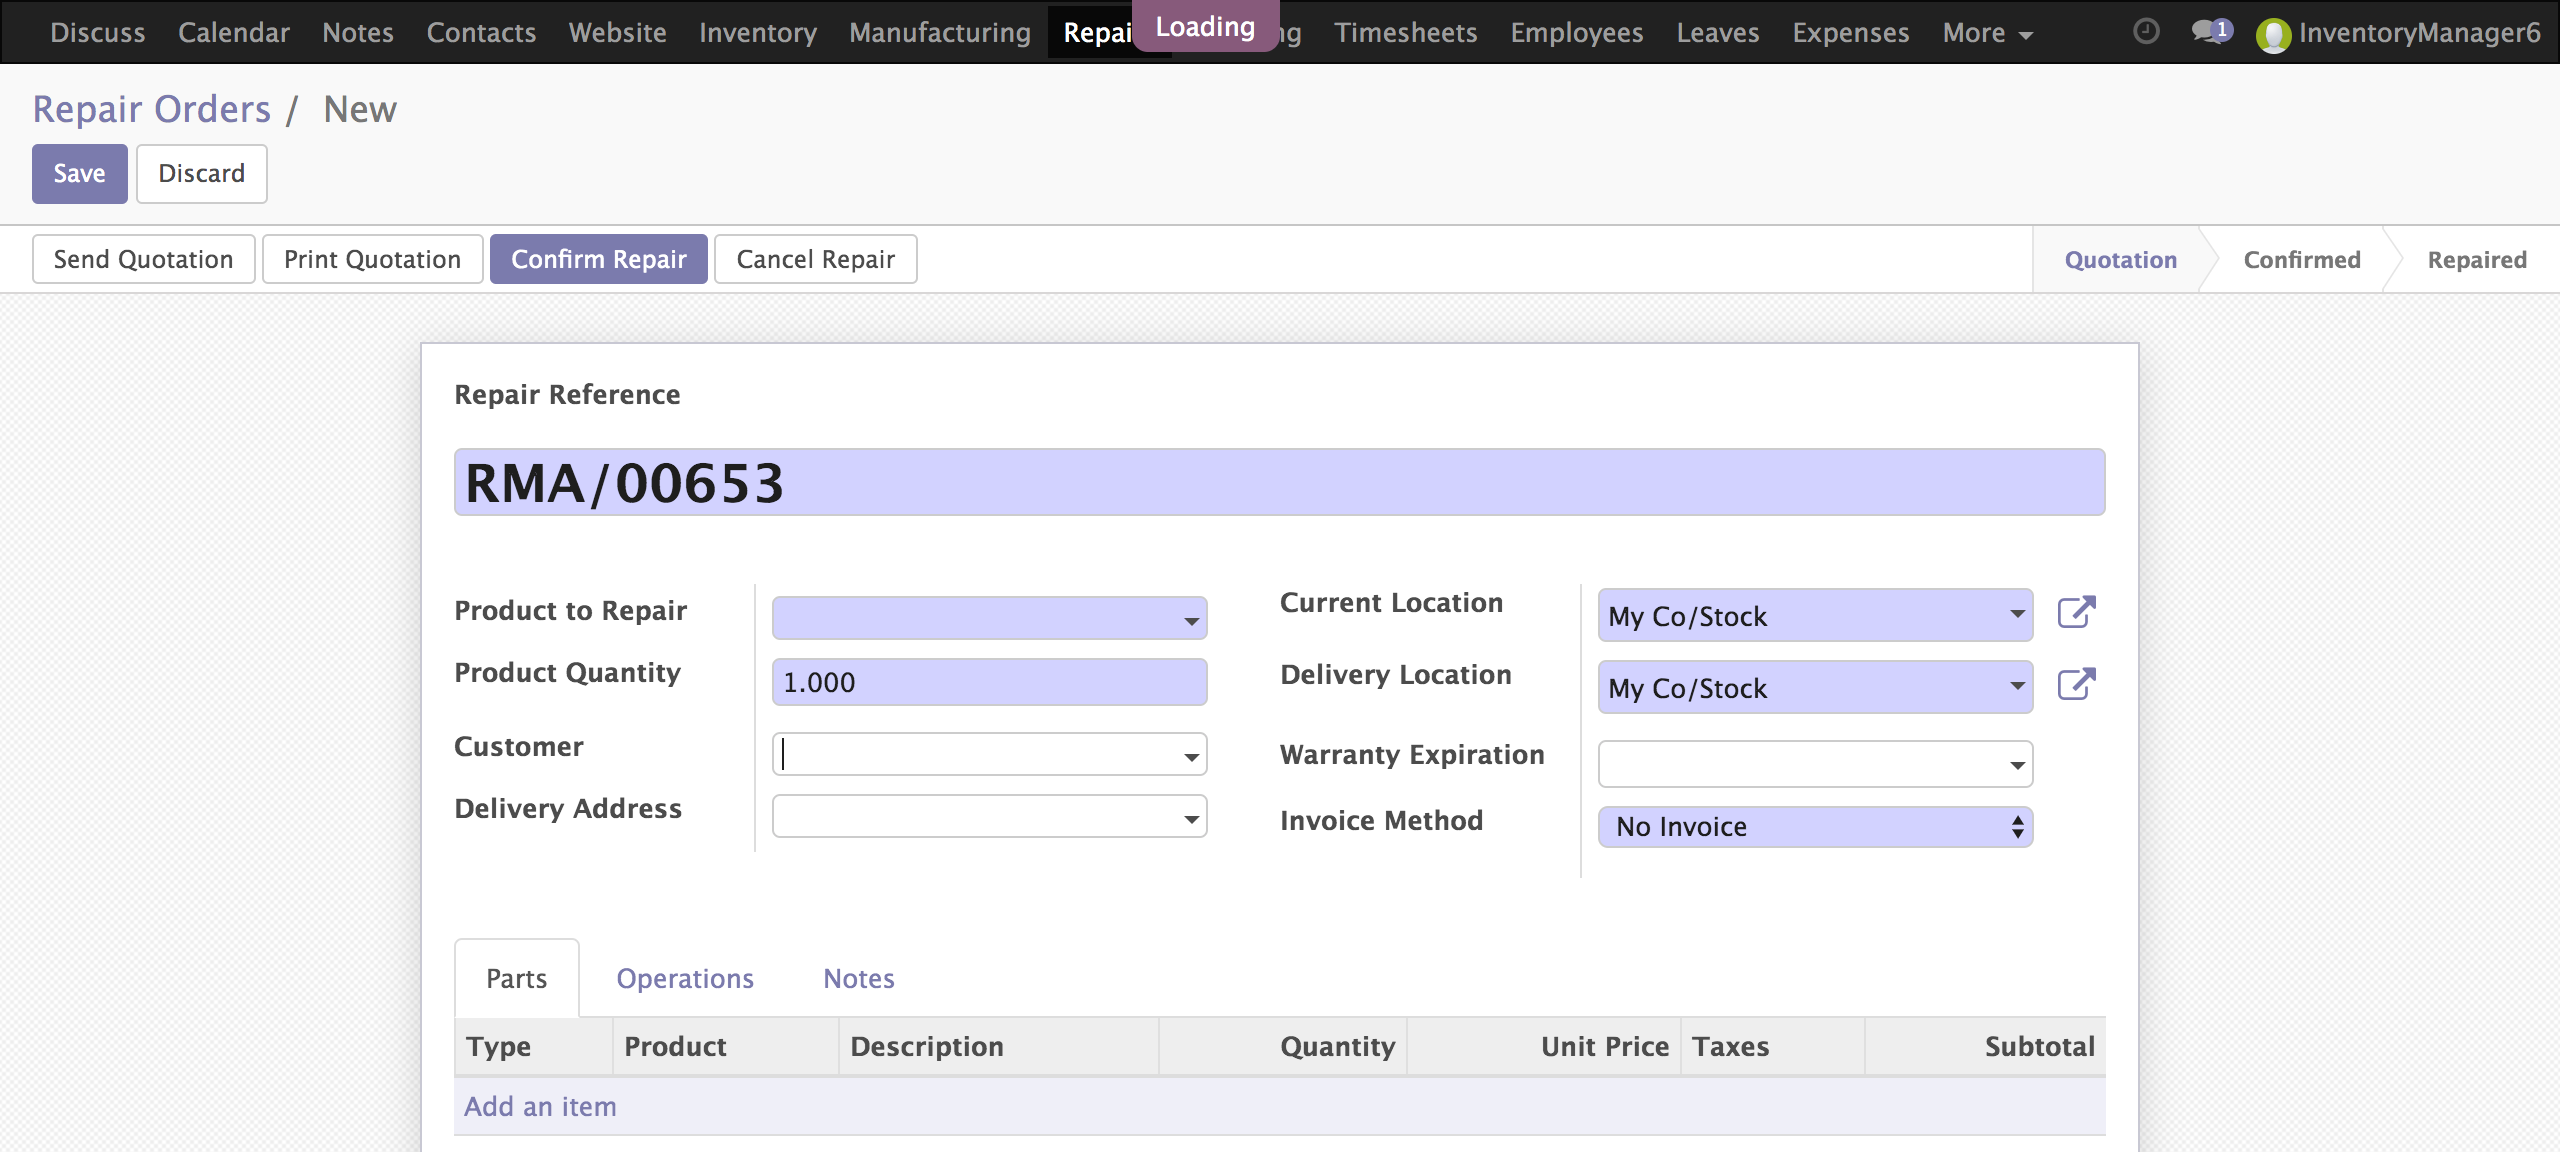 Discuss Calendar Notes Contacts Website Inventory Manufacturing Loading Timesheets Employees Leaves Expenses More 1 InventoryManager6
Repair Orders / New
Save Discard
Send Quotation Print Quotation Confirm Repair Cancel Repair Quotation Confirmed Repaired
Repair Reference
RMA/00653
Product to Repair
Product Quantity 1.000
Customer
Delivery Address
Current Location My Co/Stock
Delivery Location My Co/Stock
Warranty Expiration
Invoice Method No Invoice
Parts Operations Notes
Type Product Description Quantity Unit Price Taxes Subtotal
Add an item